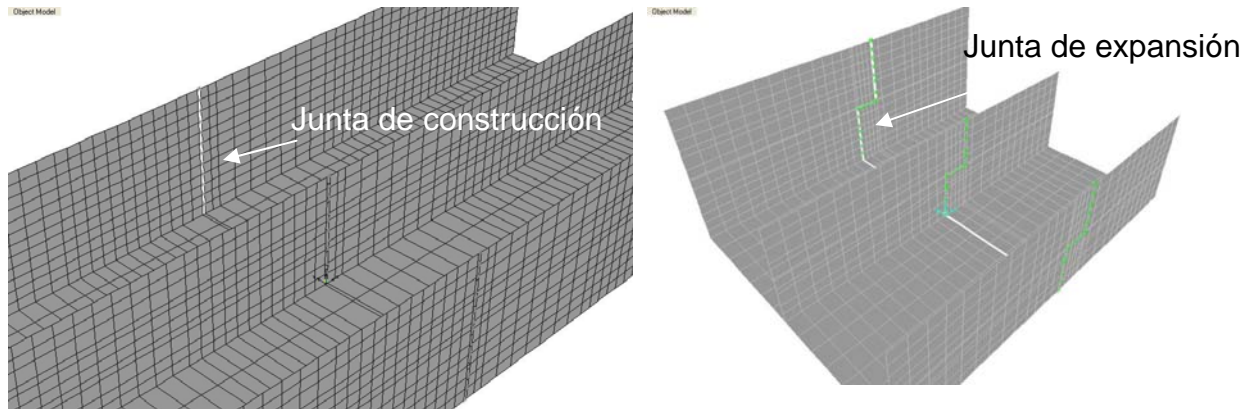 Object Model
Object Model
Junta de expansión
Junta de construcción